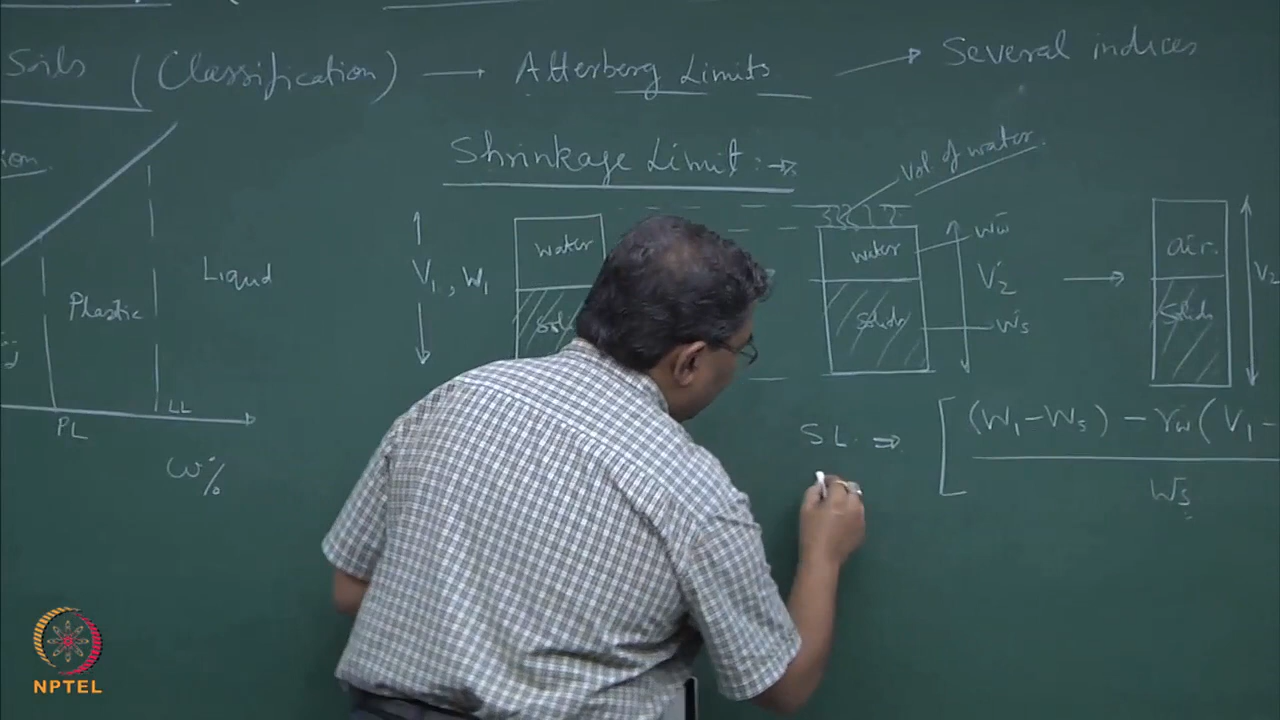 Soils (Classification) → Atterberg Limits → Several indices
Shrinkage Limit :→
Vol. of water
V₁, W₁
water
water
Ww
V₂
solids
Ws
air.
Solids
V₂
Plastic
Liquid
PL
LL
w%
S.L. ⇒ [ (W₁-Ws) - γw (V₁-
Ws
NPTEL